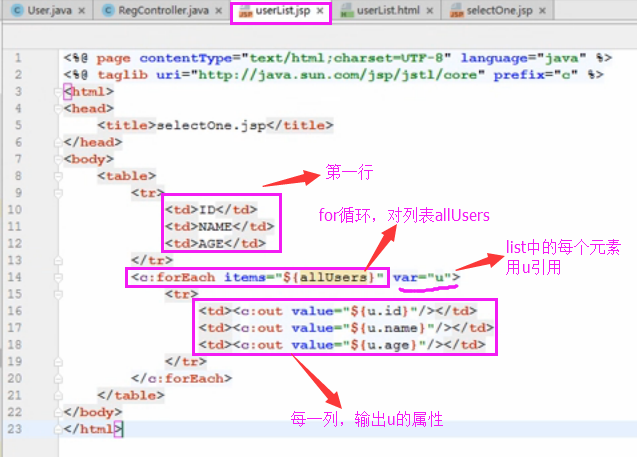 User.java × RegController.java × userList.jsp × userList.html × selectOne.jsp ×
1 <%@ page contentType="text/html;charset=UTF-8" language="java" %>
2 <%@ taglib uri="http://java.sun.com/jsp/jstl/core" prefix="c" %>
3 <html>
4 <head>
5 <title>selectOne.jsp</title>
6 </head>
7 <body>
8 <table>
第一行
9 <tr>
10 <td>ID</td>
for循环，对列表allUsers
11 <td>NAME</td>
12 <td>AGE</td>
list中的每个元素
用u引用
13 </tr>
14 <c:forEach items="${allUsers}" var="u">
15 <tr>
16 <td><c:out value="${u.id}"/></td>
17 <td><c:out value="${u.name}"/></td>
18 <td><c:out value="${u.age}"/></td>
19 </tr>
20 </c:forEach>
21 </table>
每一列，输出u的属性
22 </body>
23 </html>